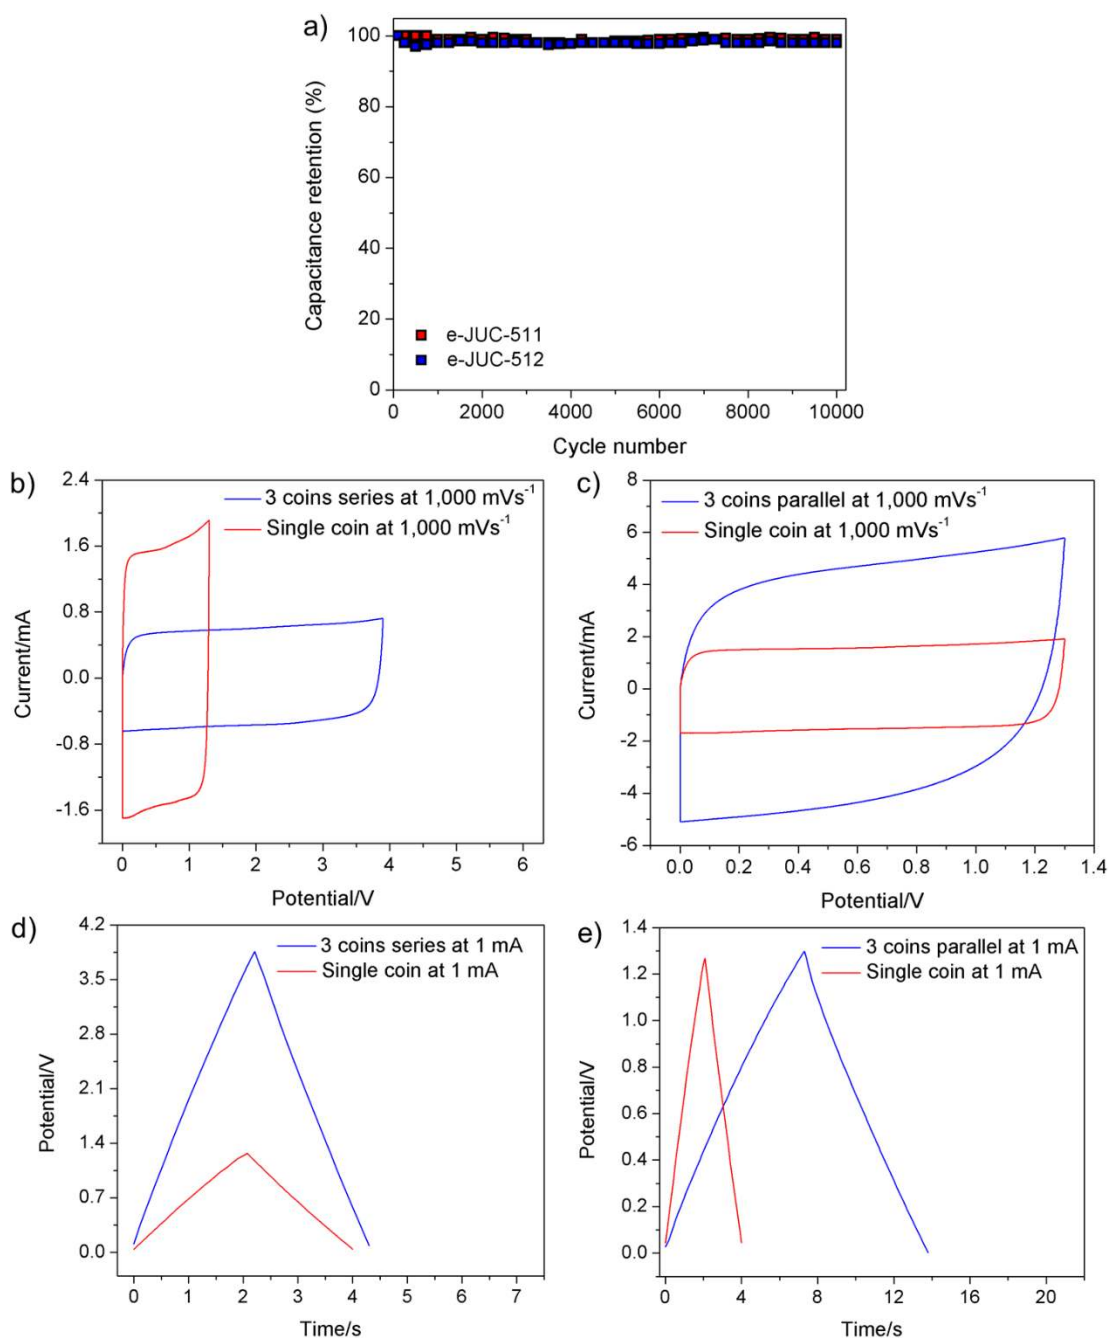 a)
100
80
60
40
20
0
Capacitance retention (%)
e-JUC-511
e-JUC-512
0 2000 4000 6000 8000 10000
Cycle number
b)
2.4
1.6
0.8
0.0
-0.8
-1.6
Current/mA
3 coins series at 1,000 mVs⁻¹
Single coin at 1,000 mVs⁻¹
0 1 2 3 4 5 6
Potential/V
c)
8
6
4
2
0
-2
-4
-6
Current/mA
3 coins parallel at 1,000 mVs⁻¹
Single coin at 1,000 mVs⁻¹
0.0 0.2 0.4 0.6 0.8 1.0 1.2 1.4
Potential/V
d)
4.2
3.5
2.8
2.1
1.4
0.7
0.0
Potential/V
3 coins series at 1 mA
Single coin at 1 mA
0 1 2 3 4 5 6 7
Time/s
e)
1.4
1.2
1.0
0.8
0.6
0.4
0.2
0.0
Potential/V
3 coins parallel at 1 mA
Single coin at 1 mA
0 4 8 12 16 20
Time/s